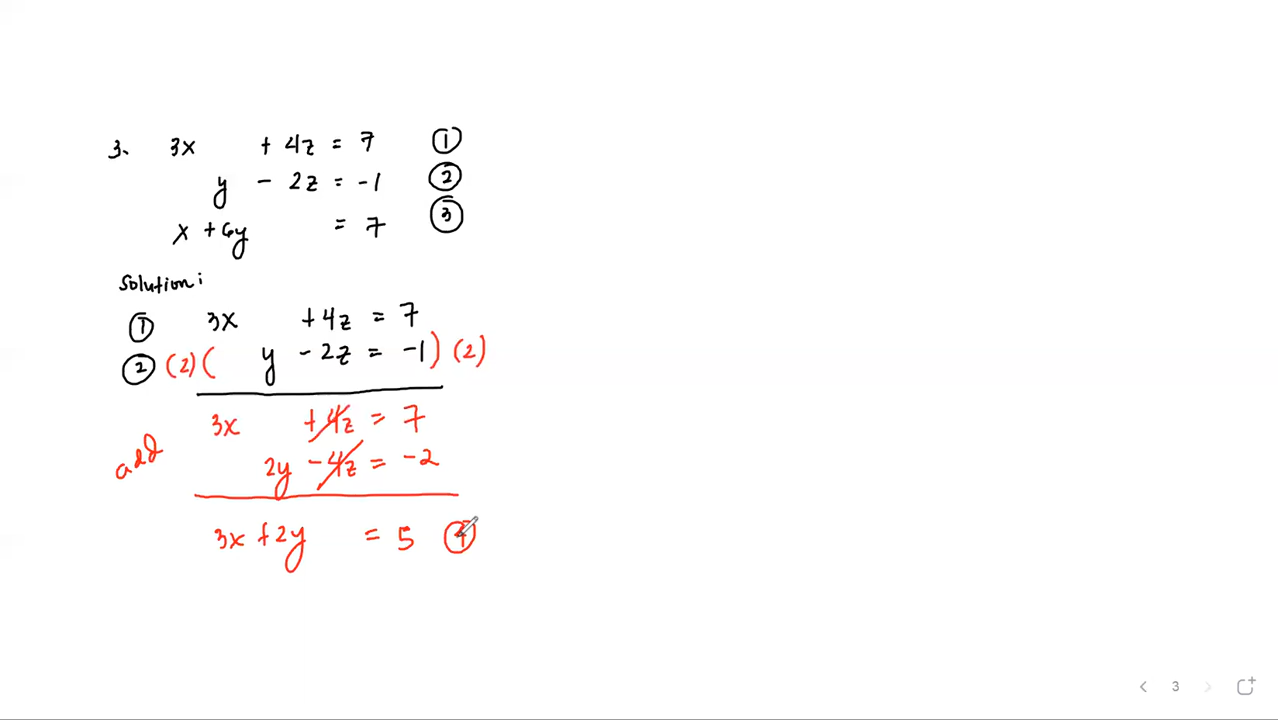 3. 3x + 4z = 7 ①
y - 2z = -1 ②
x + 6y = 7 ③
Solution:
① 3x + 4z = 7
② (2)( y - 2z = -1) (2)
3x + 4z = 7
add 2y - 4z = -2
3x + 2y = 5 ④
3